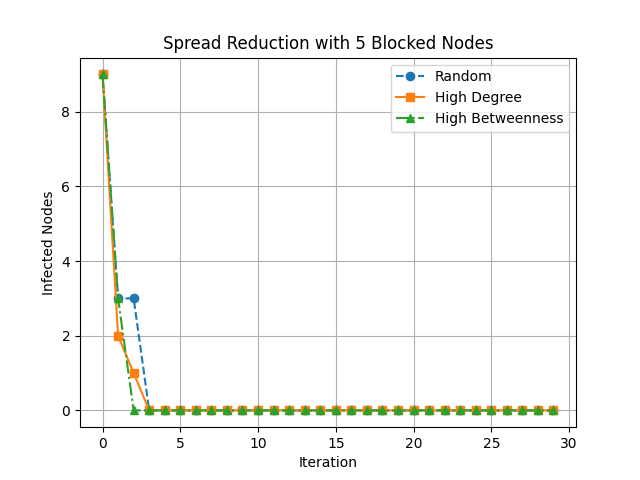 Spread Reduction with 5 Blocked Nodes
Random
High Degree
High Betweenness
Infected Nodes
8
6
4
2
0
0 5 10 15 20 25 30
Iteration